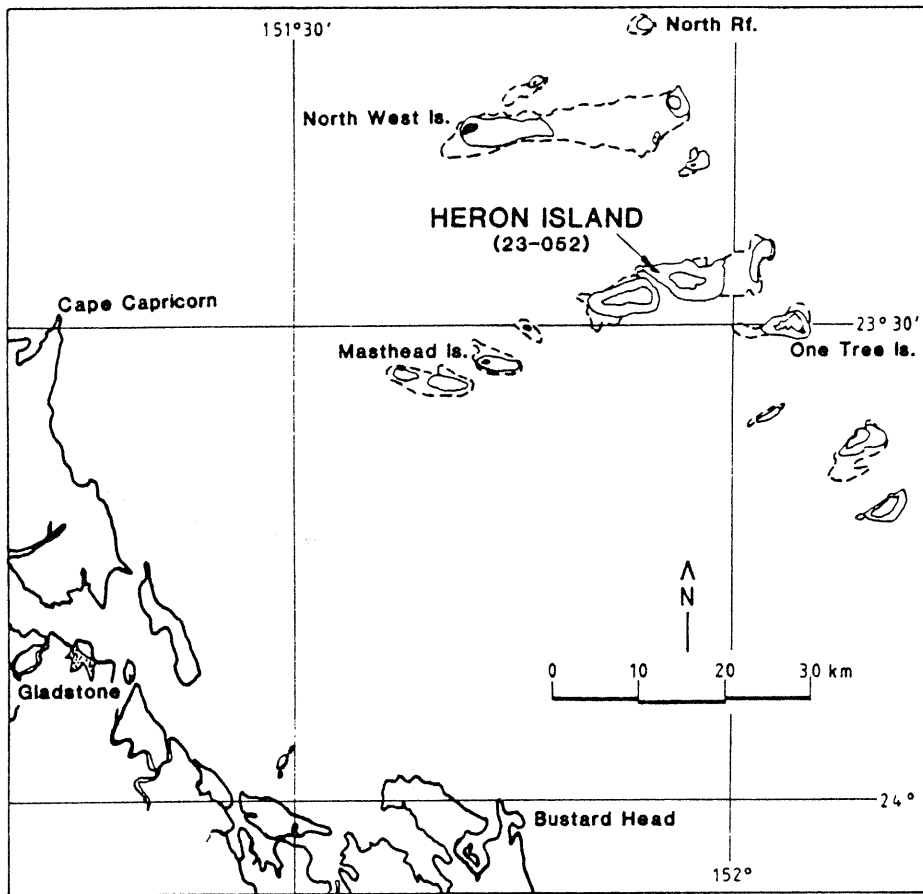 151°30′
North Rf.
North West Is.
HERON ISLAND
(23-052)
Cape Capricorn
23°30′
Masthead Is.
One Tree Is.
N
0 10 20 30 km
Gladstone
24°
Bustard Head
152°